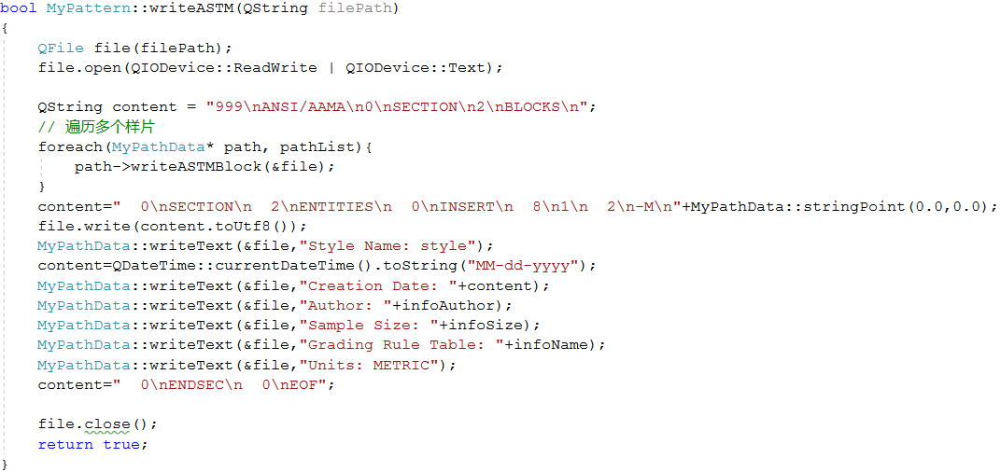 bool MyPattern::writeASTM(QString filePath)
{
    QFile file(filePath);
    file.open(QIODevice::ReadWrite | QIODevice::Text);
    QString content = "999\nANSI/AAMA\n0\nSECTION\n2\nBLOCKS\n";
    // 遍历多个样片
    foreach(MyPathData* path, pathList){
        path->writeASTMBlock(&file);
    }
    content="  0\nSECTION\n  2\nENTITIES\n  0\nINSERT\n  8\n1\n  2\n-M\n"+MyPathData::stringPoint(0.0,0.0);
    file.write(content.toUtf8());
    MyPathData::writeText(&file,"Style Name: style");
    content=QDateTime::currentDateTime().toString("MM-dd-yyyy");
    MyPathData::writeText(&file,"Creation Date: "+content);
    MyPathData::writeText(&file,"Author: "+infoAuthor);
    MyPathData::writeText(&file,"Sample Size: "+infoSize);
    MyPathData::writeText(&file,"Grading Rule Table: "+infoName);
    MyPathData::writeText(&file,"Units: METRIC");
    content="  0\nENDSEC\n  0\nEOF";
    file.close();
    return true;
}